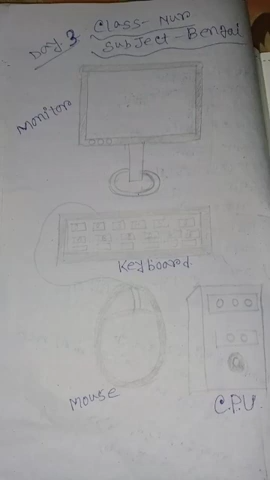 Day 3. Class- Nur
Subject - Bengal
Monitor
Keyboard
Mouse
C.P.U